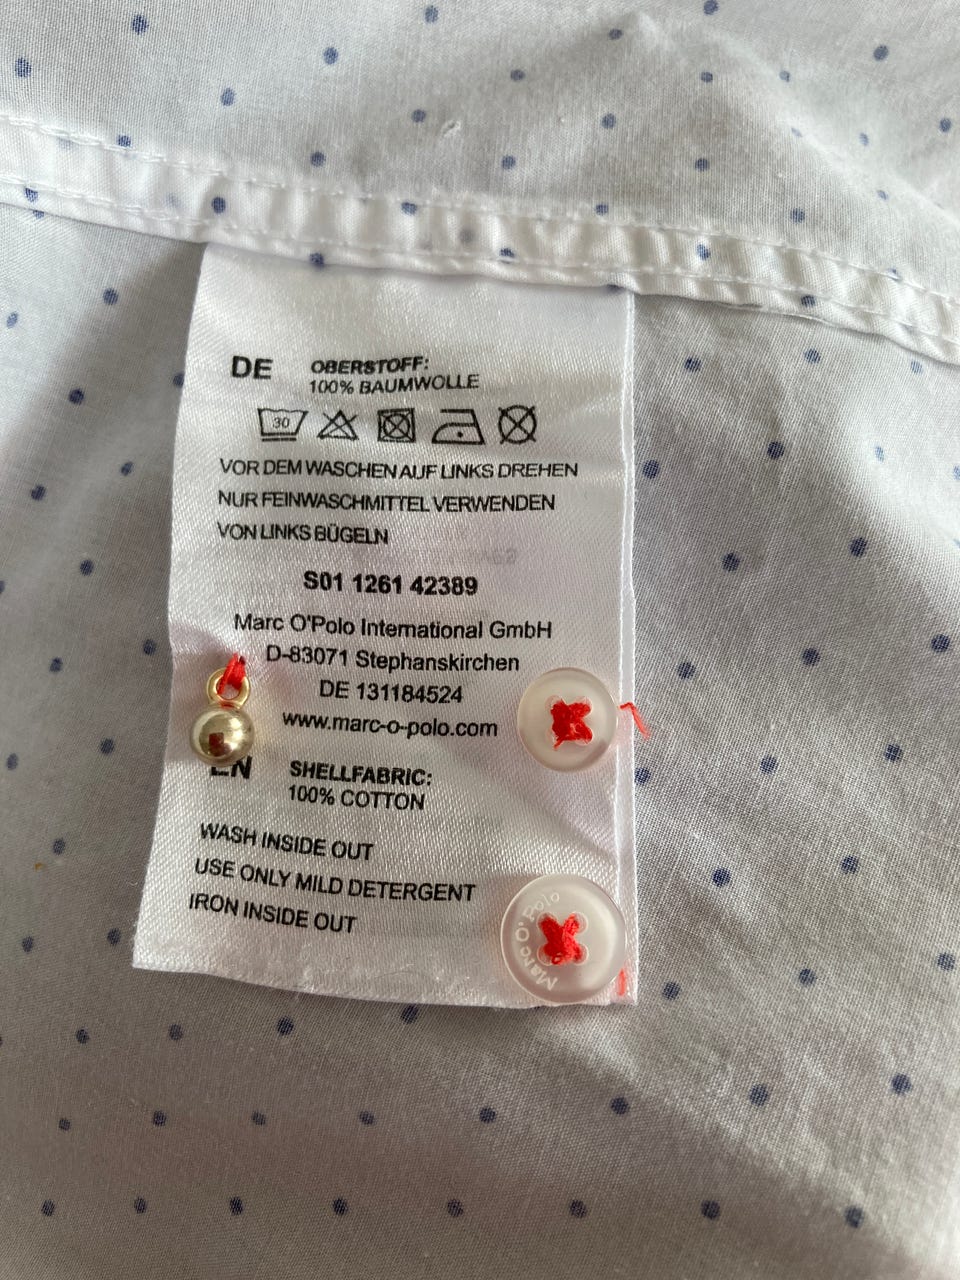 DE OBERSTOFF:
100% BAUMWOLLE
30
VOR DEM WASCHEN AUF LINKS DREHEN
NUR FEINWASCHMITTEL VERWENDEN
VON LINKS BÜGELN
S01 1261 42389
Marc O'Polo International GmbH
D-83071 Stephanskirchen
DE 131184524
www.marc-o-polo.com
EN SHELLFABRIC:
100% COTTON
WASH INSIDE OUT
USE ONLY MILD DETERGENT
IRON INSIDE OUT
Marc O'Polo